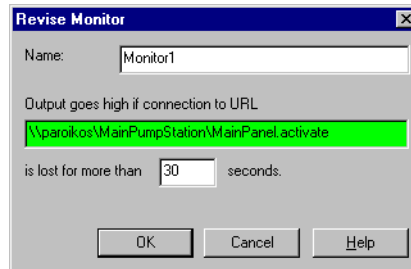 Revise Monitor
Name: Monitor1
Output goes high if connection to URL
\\paroikos\MainPumpStation\MainPanel.activate
is lost for more than 30 seconds.
OK Cancel Help